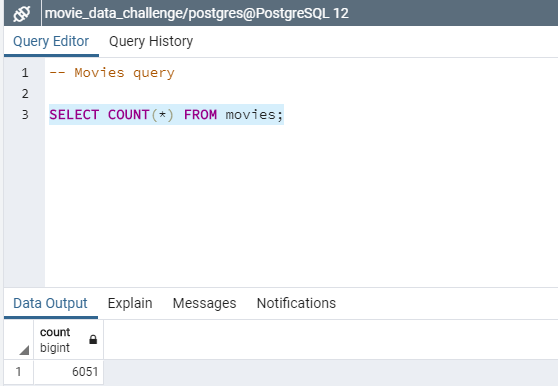 movie_data_challenge/postgres@PostgreSQL 12
Query Editor Query History
1 -- Movies query
2
3 SELECT COUNT(*) FROM movies;
Data Output Explain Messages Notifications
count
bigint
1 6051